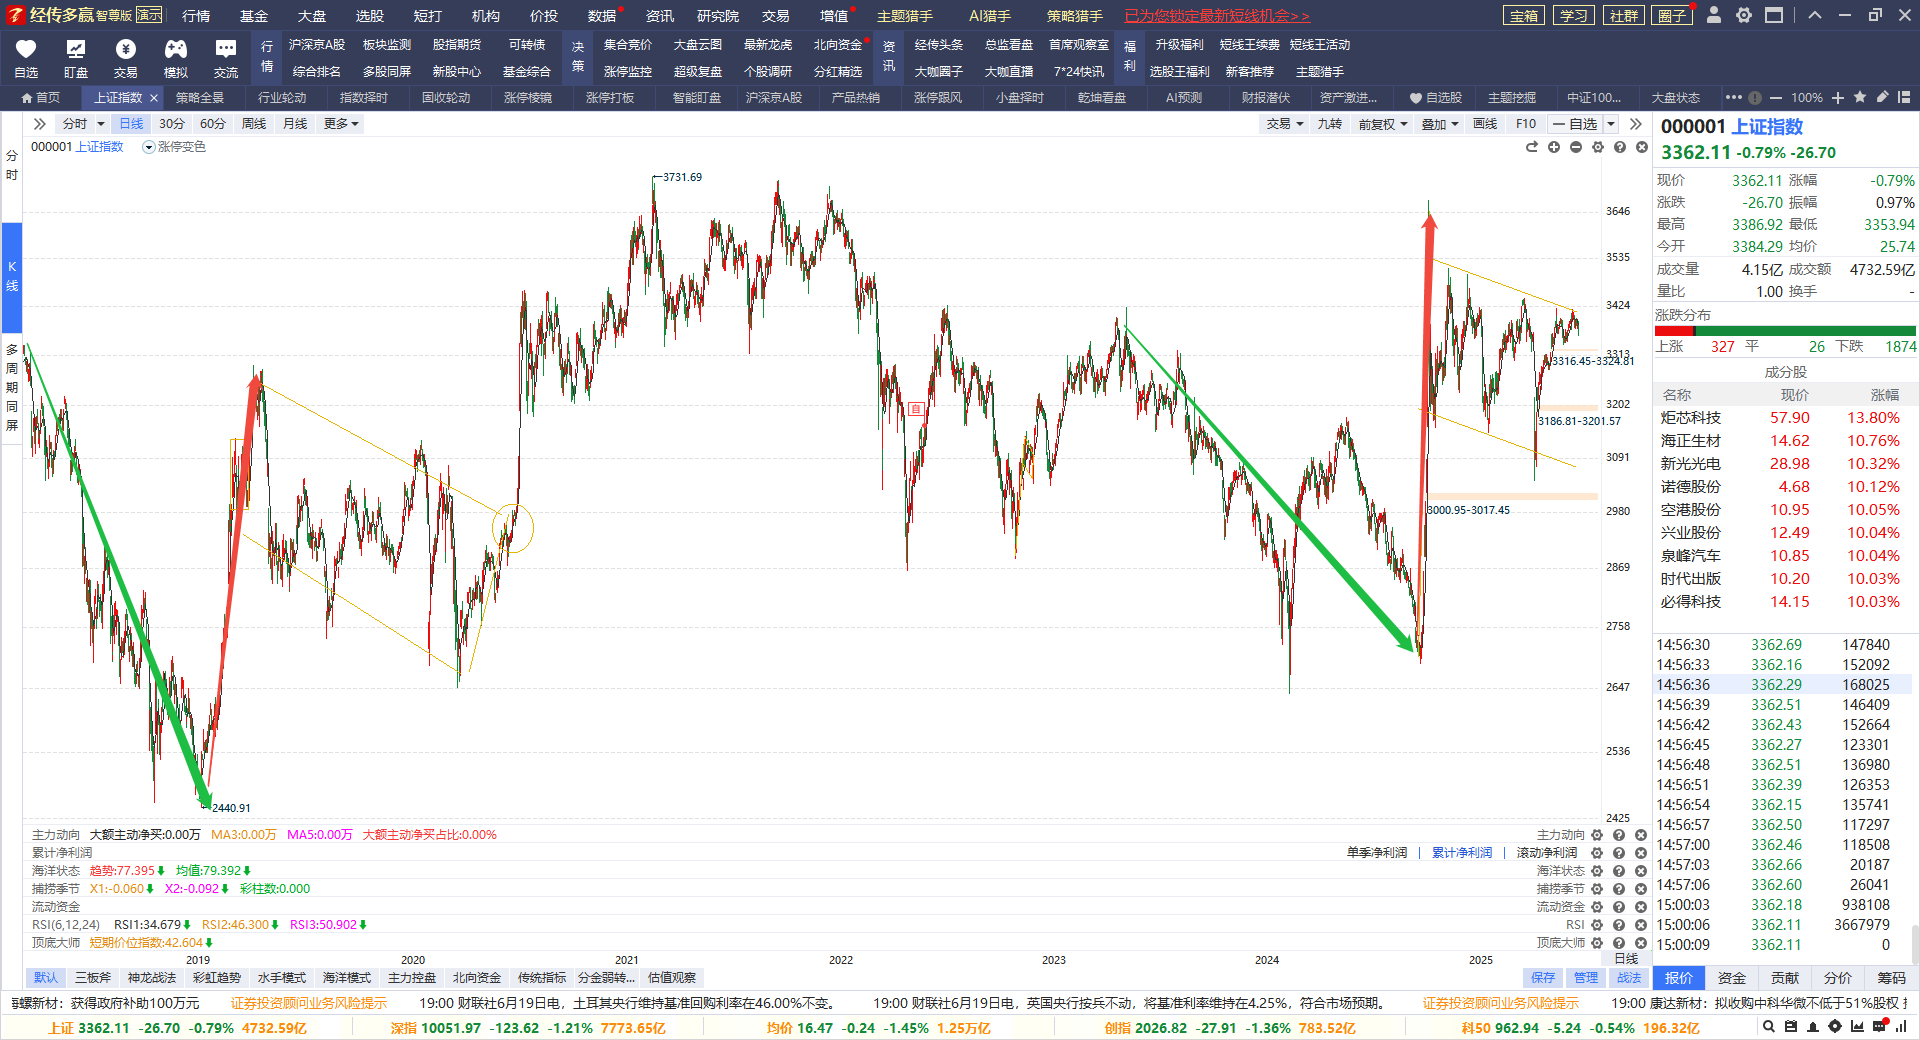 经传多赢 智尊版 演示 行情 基金 大盘 选股 短打 机构 价投 数据 资讯 研究院 交易 增值 主题猎手 AI猎手 策略猎手 已为您锁定最新短线机会>> 宝箱 学习 社群 圈子
自选 盯盘 交易 模拟 交流
行情 沪深京A股 板块监测 股指期货 可转债 决策 集合竞价 大盘云图 最新龙虎 北向资金 资讯 经传头条 总监看盘 首席观察室 福利 升级福利 短线王续费 短线王活动
综合排名 多股同屏 新股中心 基金综合 涨停监控 超级复盘 个股调研 分红精选 大咖圈子 大咖直播 7*24快讯 选股王福利 新客推荐 主题猎手
首页 上证指数 策略全景 行业轮动 指数择时 国收轮动 涨停棱镜 涨停打板 智能盯盘 沪深京A股 产品热销 涨停跟风 小盘择时 乾坤看盘 AI预测 财报潜伏 资产激进... 自选股 主题挖掘 中证100... 大盘状态 100%
分时 日线 30分 60分 周线 月线 更多 交易 九转 前复权 叠加 画线 F10 自选
000001 上证指数 涨停变色
分时
K线
多周期同屏
3731.69
3646
3535
3424
3313
3316.45-3324.81
3202
3186.81-3201.57
自
3091
2980
3000.95-3017.45
2869
2758
2647
2536
2440.91
2425
主力动向 大额主动净买:0.00万 MA3:0.00万 MA5:0.00万 大额主动净买占比:0.00% 主力动向
累计净利润 单季净利润 | 累计净利润 | 滚动净利润
海洋状态 趋势:77.395 均值:79.392 海洋状态
捕捞季节 X1:-0.060 X2:-0.092 彩柱数:0.000 捕捞季节
流动资金 流动资金
RSI(6,12,24) RSI1:34.679 RSI2:46.300 RSI3:50.902 RSI
顶底大师 短期价位指数:42.604 顶底大师
2019 2020 2021 2022 2023 2024 2025 日线
默认 三板斧 神龙战法 彩虹趋势 水手模式 海洋模式 主力控盘 北向资金 传统指标 分金弱转... 估值观察 保存 管理 战法
000001 上证指数
3362.11 -0.79% -26.70
现价 3362.11 涨幅 -0.79%
涨跌 -26.70 振幅 0.97%
最高 3386.92 最低 3353.94
今开 3384.29 均价 25.74
成交量 4.15亿 成交额 4732.59亿
量比 1.00 换手 -
涨跌分布
上涨 327 平 26 下跌 1874
成分股
名称 现价 涨幅
炬芯科技 57.90 13.80%
海正生材 14.62 10.76%
新光光电 28.98 10.32%
诺德股份 4.68 10.12%
空港股份 10.95 10.05%
兴业股份 12.49 10.04%
泉峰汽车 10.85 10.04%
时代出版 10.20 10.03%
必得科技 14.15 10.03%
14:56:30 3362.69 147840
14:56:33 3362.16 152092
14:56:36 3362.29 168025
14:56:39 3362.51 146409
14:56:42 3362.43 152664
14:56:45 3362.27 123301
14:56:48 3362.51 136980
14:56:51 3362.39 126353
14:56:54 3362.15 135741
14:56:57 3362.50 117297
14:57:00 3362.46 118508
14:57:03 3362.66 20187
14:57:06 3362.60 26041
15:00:03 3362.18 938108
15:00:06 3362.11 3667979
15:00:09 3362.11 0
报价 资金 贡献 分价 筹码
海螺新材：获得政府补助100万元 证券投资顾问业务风险提示 19:00 财联社6月19日电，土耳其央行维持基准回购利率在46.00%不变。 19:00 财联社6月19日电，英国央行按兵不动，将基准利率维持在4.25%，符合市场预期。 证券投资顾问业务风险提示 19:00 康达新材：拟收购中科华微不低于51%股权
上证 3362.11 -26.70 -0.79% 4732.59亿 深指 10051.97 -123.62 -1.21% 7773.65亿 均价 16.47 -0.24 -1.45% 1.25万亿 创指 2026.82 -27.91 -1.36% 783.52亿 科50 962.94 -5.24 -0.54% 196.32亿